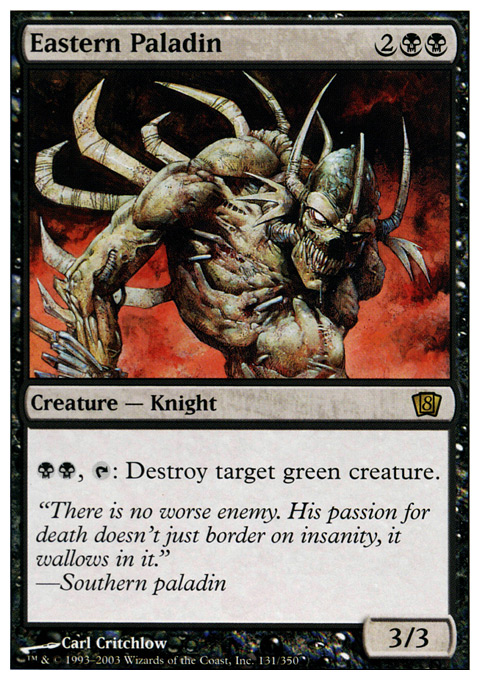 Eastern Paladin 2
Creature — Knight 8
, : Destroy target green creature.
“There is no worse enemy. His passion for
death doesn’t just border on insanity, it
wallows in it.”
—Southern paladin
3/3
Carl Critchlow
™ & © 1993–2003 Wizards of the Coast, Inc. 131/350